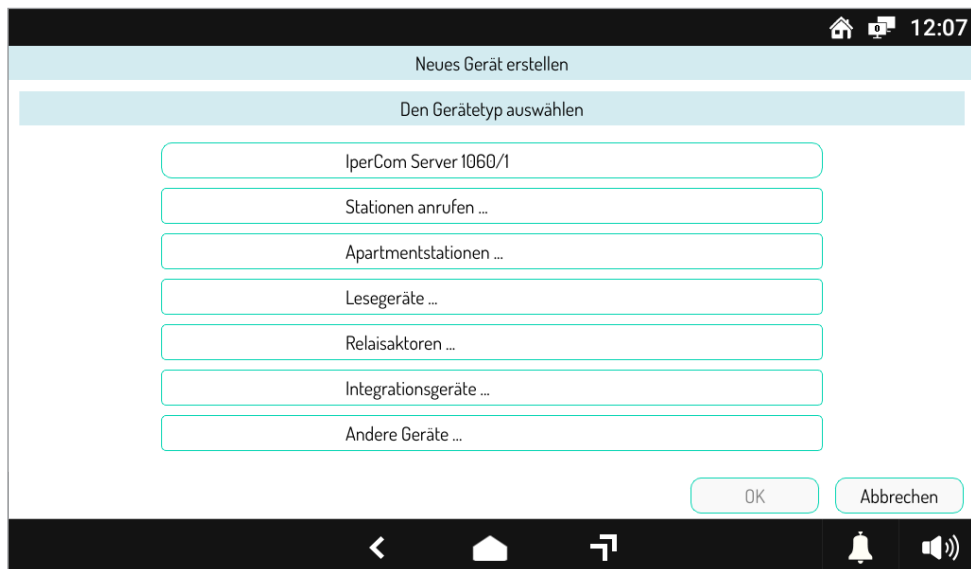 12:07
Neues Gerät erstellen
Den Gerätetyp auswählen
IperCom Server 1060/1
Stationen anrufen ...
Apartmentstationen ...
Lesegeräte ...
Relaisaktoren ...
Integrationsgeräte ...
Andere Geräte ...
OK Abbrechen